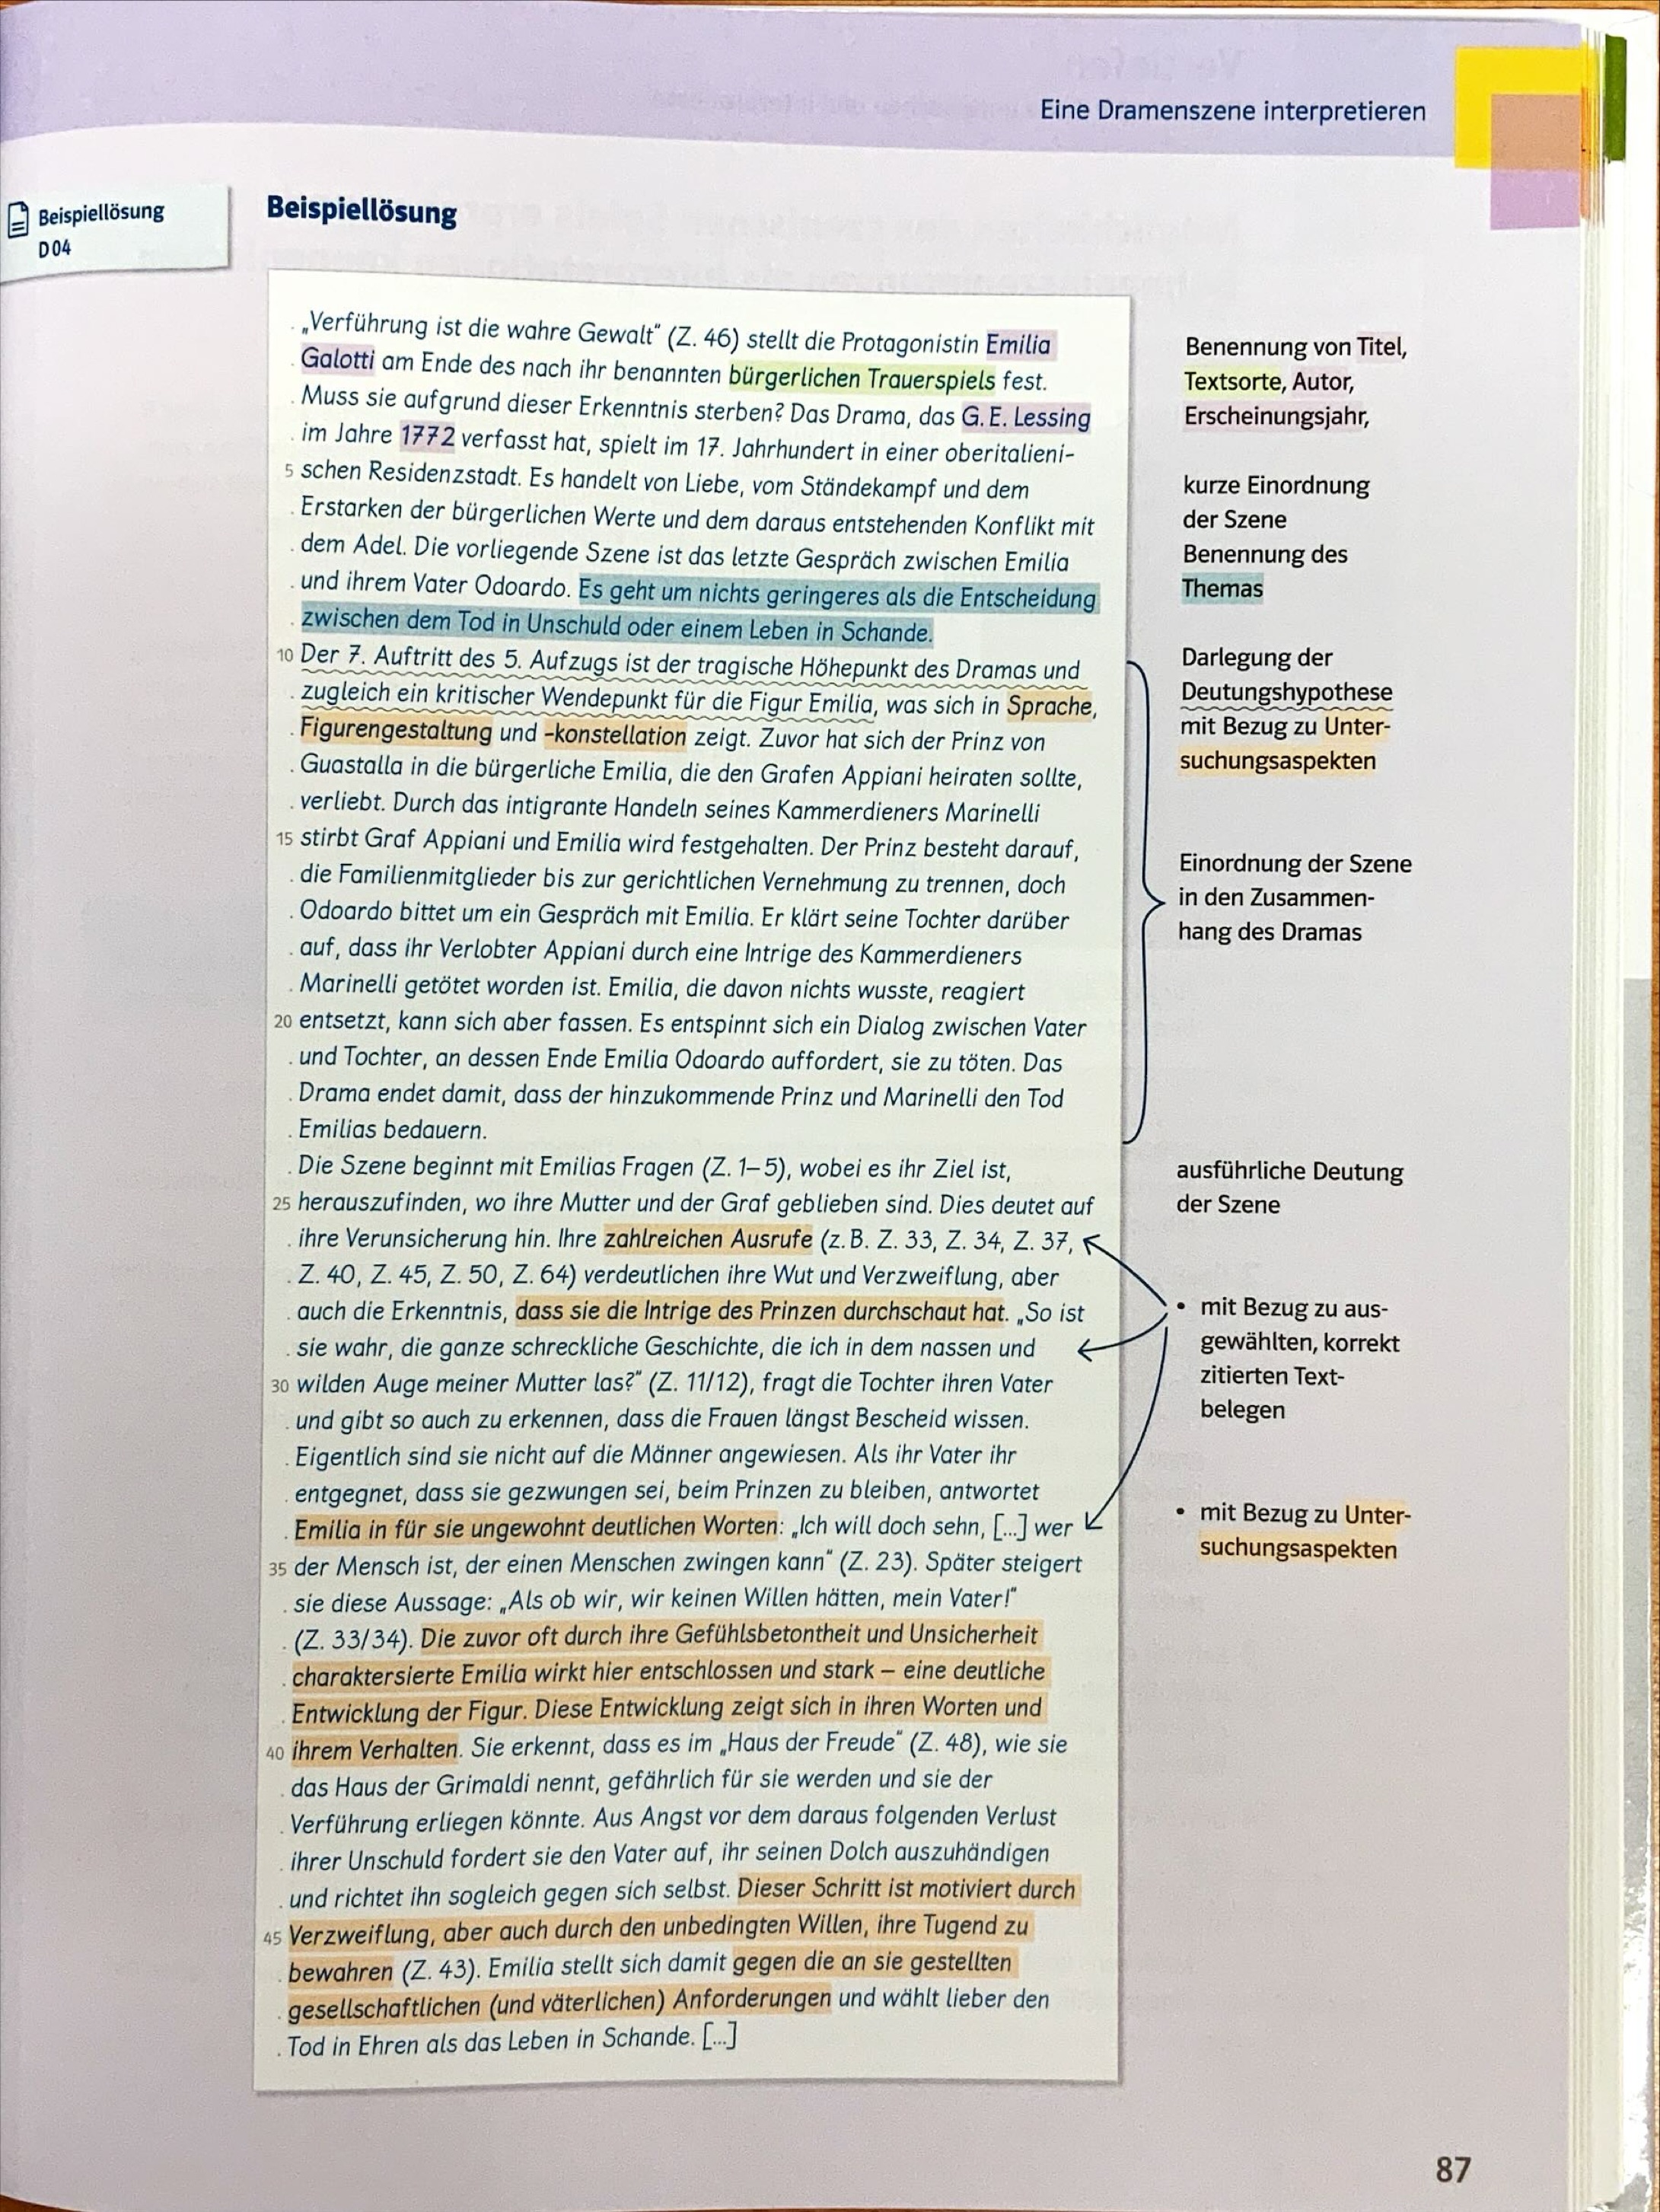 Eine Dramenszene interpretieren
Beispiellösung
D04
Beispiellösung
„Verführung ist die wahre Gewalt“ (Z. 46) stellt die Protagonistin Emilia
Galotti am Ende des nach ihr benannten bürgerlichen Trauerspiels fest.
Muss sie aufgrund dieser Erkenntnis sterben? Das Drama, das G. E. Lessing
im Jahre 1772 verfasst hat, spielt im 17. Jahrhundert in einer oberitalieni-
5 schen Residenzstadt. Es handelt von Liebe, vom Ständekampf und dem
Erstarken der bürgerlichen Werte und dem daraus entstehenden Konflikt mit
dem Adel. Die vorliegende Szene ist das letzte Gespräch zwischen Emilia
und ihrem Vater Odoardo. Es geht um nichts geringeres als die Entscheidung
zwischen dem Tod in Unschuld oder einem Leben in Schande.
10 Der 7. Auftritt des 5. Aufzugs ist der tragische Höhepunkt des Dramas und
zugleich ein kritischer Wendepunkt für die Figur Emilia, was sich in Sprache,
Figurengestaltung und -konstellation zeigt. Zuvor hat sich der Prinz von
Guastalla in die bürgerliche Emilia, die den Grafen Appiani heiraten sollte,
verliebt. Durch das intigrante Handeln seines Kammerdieners Marinelli
15 stirbt Graf Appiani und Emilia wird festgehalten. Der Prinz besteht darauf,
die Familienmitglieder bis zur gerichtlichen Vernehmung zu trennen, doch
Odoardo bittet um ein Gespräch mit Emilia. Er klärt seine Tochter darüber
auf, dass ihr Verlobter Appiani durch eine Intrige des Kammerdieners
Marinelli getötet worden ist. Emilia, die davon nichts wusste, reagiert
20 entsetzt, kann sich aber fassen. Es entspinnt sich ein Dialog zwischen Vater
und Tochter, an dessen Ende Emilia Odoardo auffordert, sie zu töten. Das
Drama endet damit, dass der hinzukommende Prinz und Marinelli den Tod
Emilias bedauern.
Die Szene beginnt mit Emilias Fragen (Z. 1–5), wobei es ihr Ziel ist,
25 herauszufinden, wo ihre Mutter und der Graf geblieben sind. Dies deutet auf
ihre Verunsicherung hin. Ihre zahlreichen Ausrufe (z. B. Z. 33, Z. 34, Z. 37,
Z. 40, Z. 45, Z. 50, Z. 64) verdeutlichen ihre Wut und Verzweiflung, aber
auch die Erkenntnis, dass sie die Intrige des Prinzen durchschaut hat. „So ist
sie wahr, die ganze schreckliche Geschichte, die ich in dem nassen und
30 wilden Auge meiner Mutter las?“ (Z. 11/12), fragt die Tochter ihren Vater
und gibt so auch zu erkennen, dass die Frauen längst Bescheid wissen.
Eigentlich sind sie nicht auf die Männer angewiesen. Als ihr Vater ihr
entgegnet, dass sie gezwungen sei, beim Prinzen zu bleiben, antwortet
Emilia in für sie ungewohnt deutlichen Worten: „Ich will doch sehn, [...] wer
35 der Mensch ist, der einen Menschen zwingen kann“ (Z. 23). Später steigert
sie diese Aussage: „Als ob wir, wir keinen Willen hätten, mein Vater!“
(Z. 33/34). Die zuvor oft durch ihre Gefühlsbetontheit und Unsicherheit
charaktersierte Emilia wirkt hier entschlossen und stark – eine deutliche
Entwicklung der Figur. Diese Entwicklung zeigt sich in ihren Worten und
40 ihrem Verhalten. Sie erkennt, dass es im „Haus der Freude“ (Z. 48), wie sie
das Haus der Grimaldi nennt, gefährlich für sie werden und sie der
Verführung erliegen könnte. Aus Angst vor dem daraus folgenden Verlust
ihrer Unschuld fordert sie den Vater auf, ihr seinen Dolch auszuhändigen
und richtet ihn sogleich gegen sich selbst. Dieser Schritt ist motiviert durch
45 Verzweiflung, aber auch durch den unbedingten Willen, ihre Tugend zu
bewahren (Z. 43). Emilia stellt sich damit gegen die an sie gestellten
gesellschaftlichen (und väterlichen) Anforderungen und wählt lieber den
Tod in Ehren als das Leben in Schande. [...]
Benennung von Titel,
Textsorte, Autor,
Erscheinungsjahr,
kurze Einordnung
der Szene
Benennung des
Themas
Darlegung der
Deutungshypothese
mit Bezug zu Unter-
suchungsaspekten
Einordnung der Szene
in den Zusammen-
hang des Dramas
ausführliche Deutung
der Szene
• mit Bezug zu aus-
gewählten, korrekt
zitierten Text-
belegen
• mit Bezug zu Unter-
suchungsaspekten
87